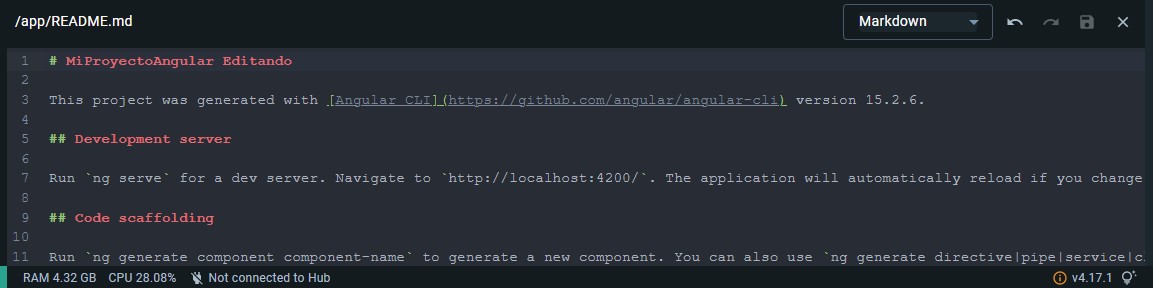 /app/README.md
Markdown
1 # MiProyectoAngular Editando
2
3 This project was generated with [Angular CLI](https://github.com/angular/angular-cli) version 15.2.6.
4
5 ## Development server
6
7 Run `ng serve` for a dev server. Navigate to `http://localhost:4200/`. The application will automatically reload if you change
8
9 ## Code scaffolding
10
11 Run `ng generate component component-name` to generate a new component. You can also use `ng generate directive|pipe|service|c
RAM 4.32 GB CPU 28.08% Not connected to Hub v4.17.1